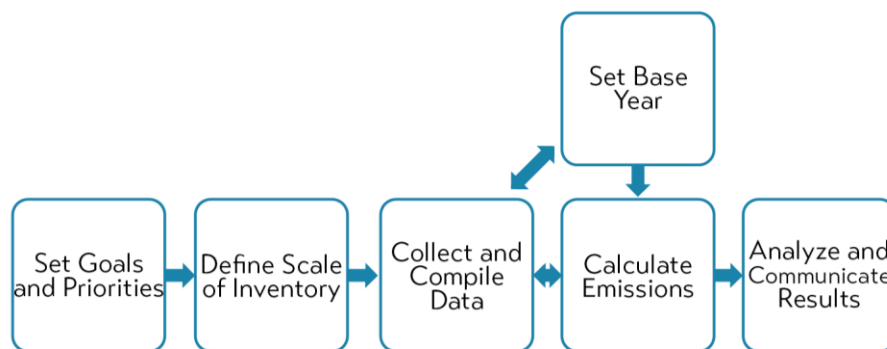 Set Base
Year
Set Goals
and Priorities
Define Scale
of Inventory
Collect and
Compile
Data
Calculate
Emissions
Analyze and
Communicate
Results